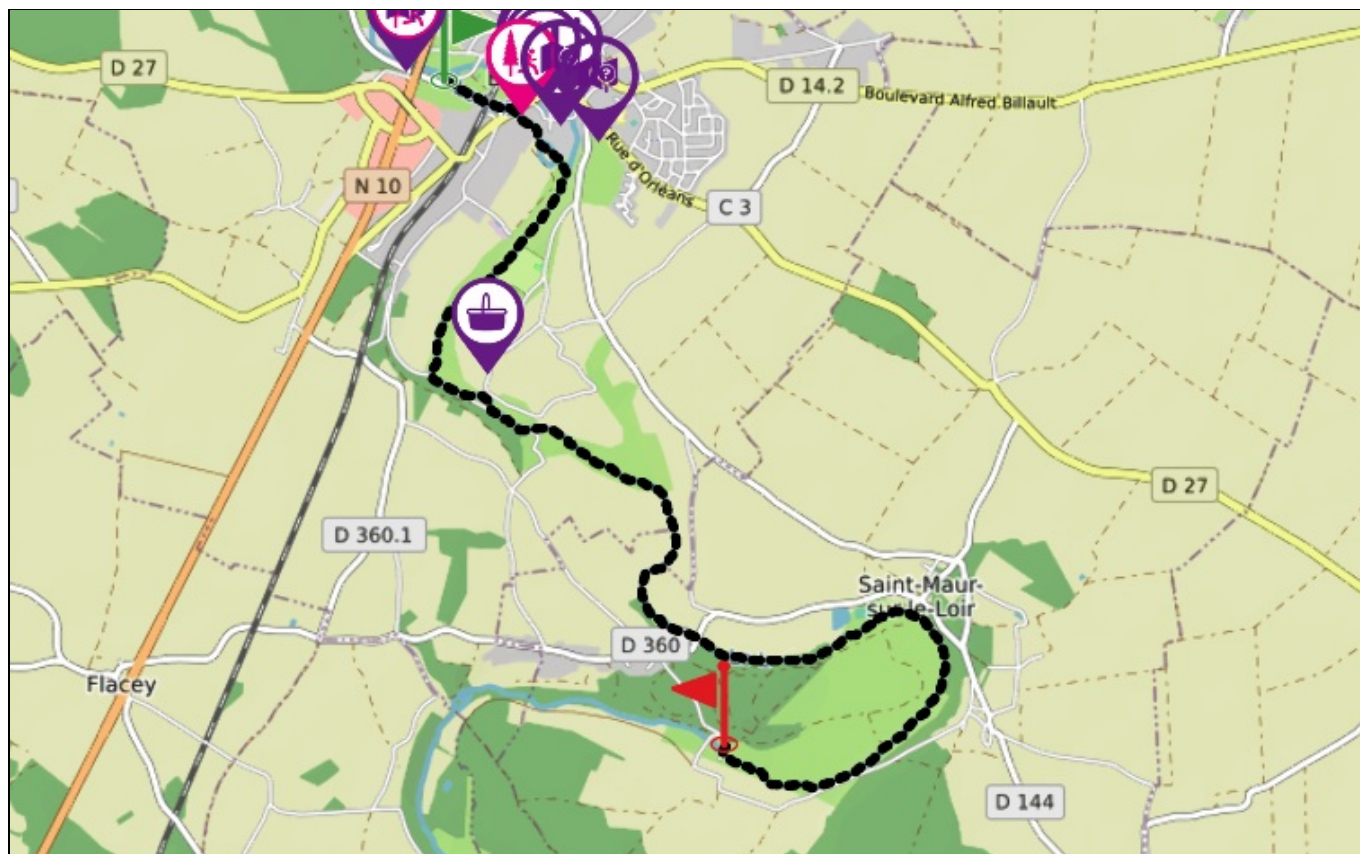 D 27
D 14.2
Boulevard Alfred Billault
Rue d'Orléans
N 10
C 3
D 27
D 360.1
Saint-Maur-
sur-le-Loir
D 360
Flacey
D 144